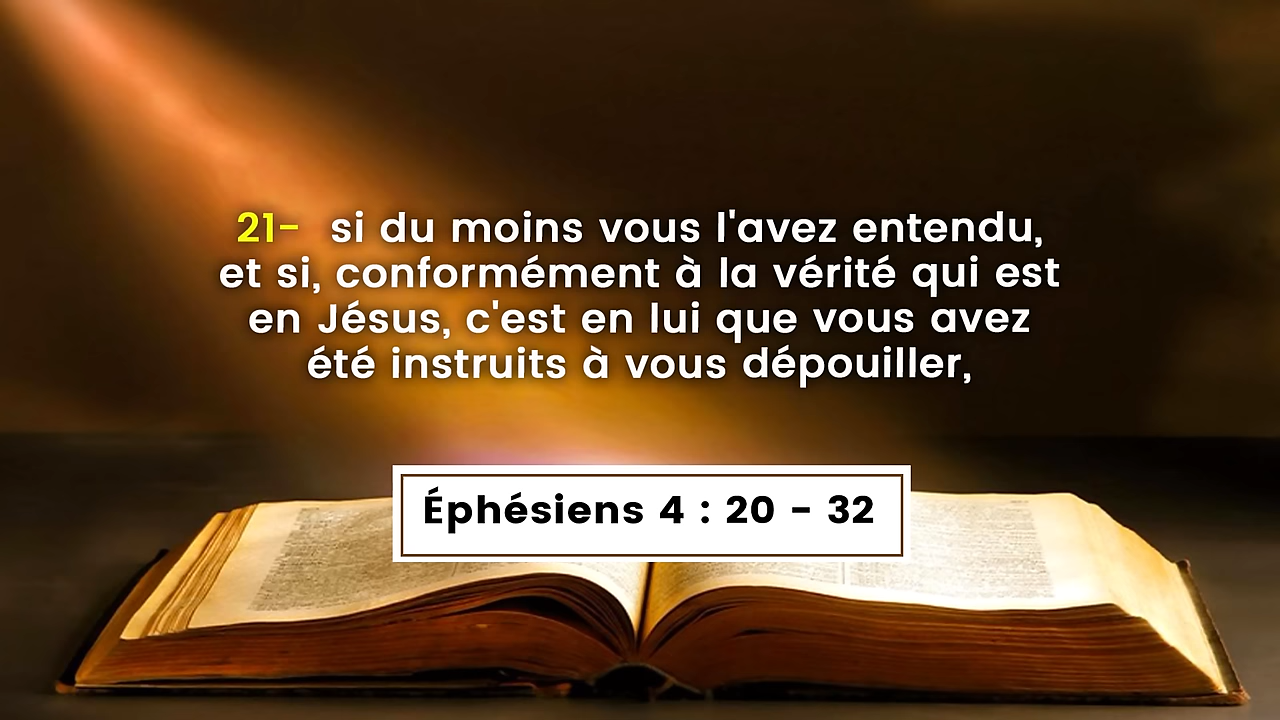 21- si du moins vous l'avez entendu,
et si, conformément à la vérité qui est
en Jésus, c'est en lui que vous avez
été instruits à vous dépouiller,
Éphésiens 4 : 20 - 32